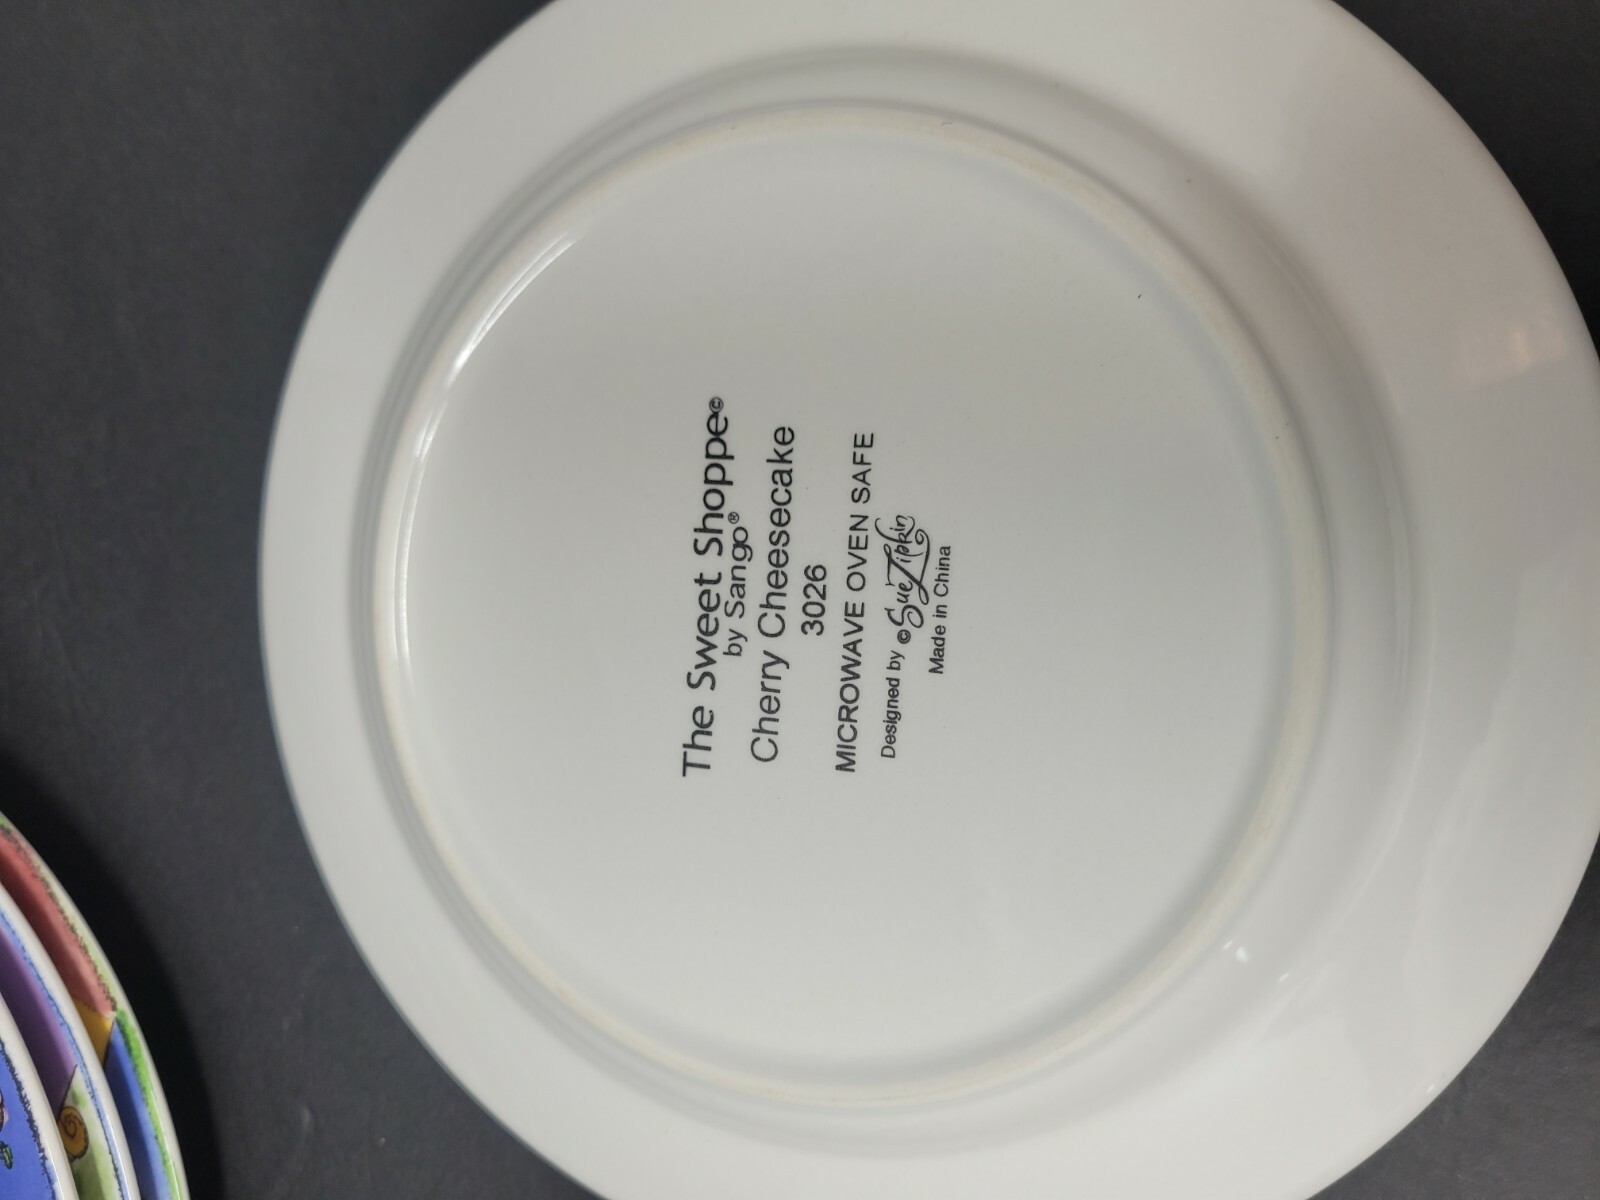 The Sweet Shoppe©
by Sango®
Cherry Cheesecake
3026
MICROWAVE OVEN SAFE
Designed by © Sue Zipkin
Made in China